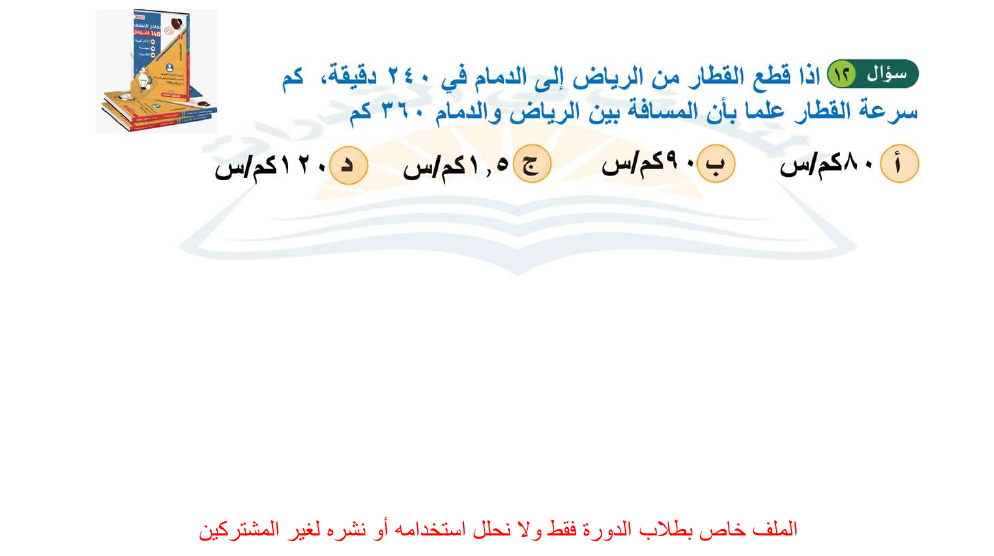 سؤال ١٢ اذا قطع القطار من الرياض إلى الدمام في ٢٤٠ دقيقة، كم
سرعة القطار علما بأن المسافة بين الرياض والدمام ٣٦٠ كم
أ ٨٠كم/س ب ٩٠كم/س ج ١,٥كم/س د ١٢٠كم/س
الملف خاص بطلاب الدورة فقط ولا نحلل استخدامه أو نشره لغير المشتركين